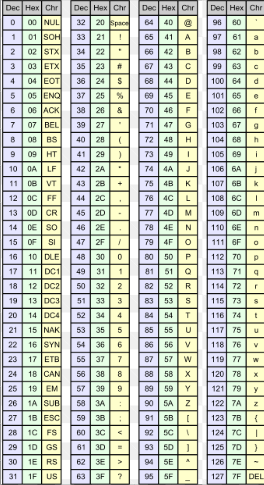 Dec Hex Char Dec Hex Char Dec Hex Char Dec Hex Char
0 00 NUL 32 20 Space 64 40 @ 96 60 `
1 01 SOH 33 21 ! 65 41 A 97 61 a
2 02 STX 34 22 " 66 42 B 98 62 b
3 03 ETX 35 23 # 67 43 C 99 63 c
4 04 EOT 36 24 $ 68 44 D 100 64 d
5 05 ENQ 37 25 % 69 45 E 101 65 e
6 06 ACK 38 26 & 70 46 F 102 66 f
7 07 BEL 39 27 ' 71 47 G 103 67 g
8 08 BS 40 28 ( 72 48 H 104 68 h
9 09 HT 41 29 ) 73 49 I 105 69 i
10 0A LF 42 2A * 74 4A J 106 6A j
11 0B VT 43 2B + 75 4B K 107 6B k
12 0C FF 44 2C , 76 4C L 108 6C l
13 0D CR 45 2D - 77 4D M 109 6D m
14 0E SO 46 2E . 78 4E N 110 6E n
15 0F SI 47 2F / 79 4F O 111 6F o
16 10 DLE 48 30 0 80 50 P 112 70 p
17 11 DC1 49 31 1 81 51 Q 113 71 q
18 12 DC2 50 32 2 82 52 R 114 72 r
19 13 DC3 51 33 3 83 53 S 115 73 s
20 14 DC4 52 34 4 84 54 T 116 74 t
21 15 NAK 53 35 5 85 55 U 117 75 u
22 16 SYN 54 36 6 86 56 V 118 76 v
23 17 ETB 55 37 7 87 57 W 119 77 w
24 18 CAN 56 38 8 88 58 X 120 78 x
25 19 EM 57 39 9 89 59 Y 121 79 y
26 1A SUB 58 3A : 90 5A Z 122 7A z
27 1B ESC 59 3B ; 91 5B [ 123 7B {
28 1C FS 60 3C < 92 5C \ 124 7C |
29 1D GS 61 3D = 93 5D ] 125 7D }
30 1E RS 62 3E > 94 5E ^ 126 7E ~
31 1F US 63 3F ? 95 5F _ 127 7F DEL